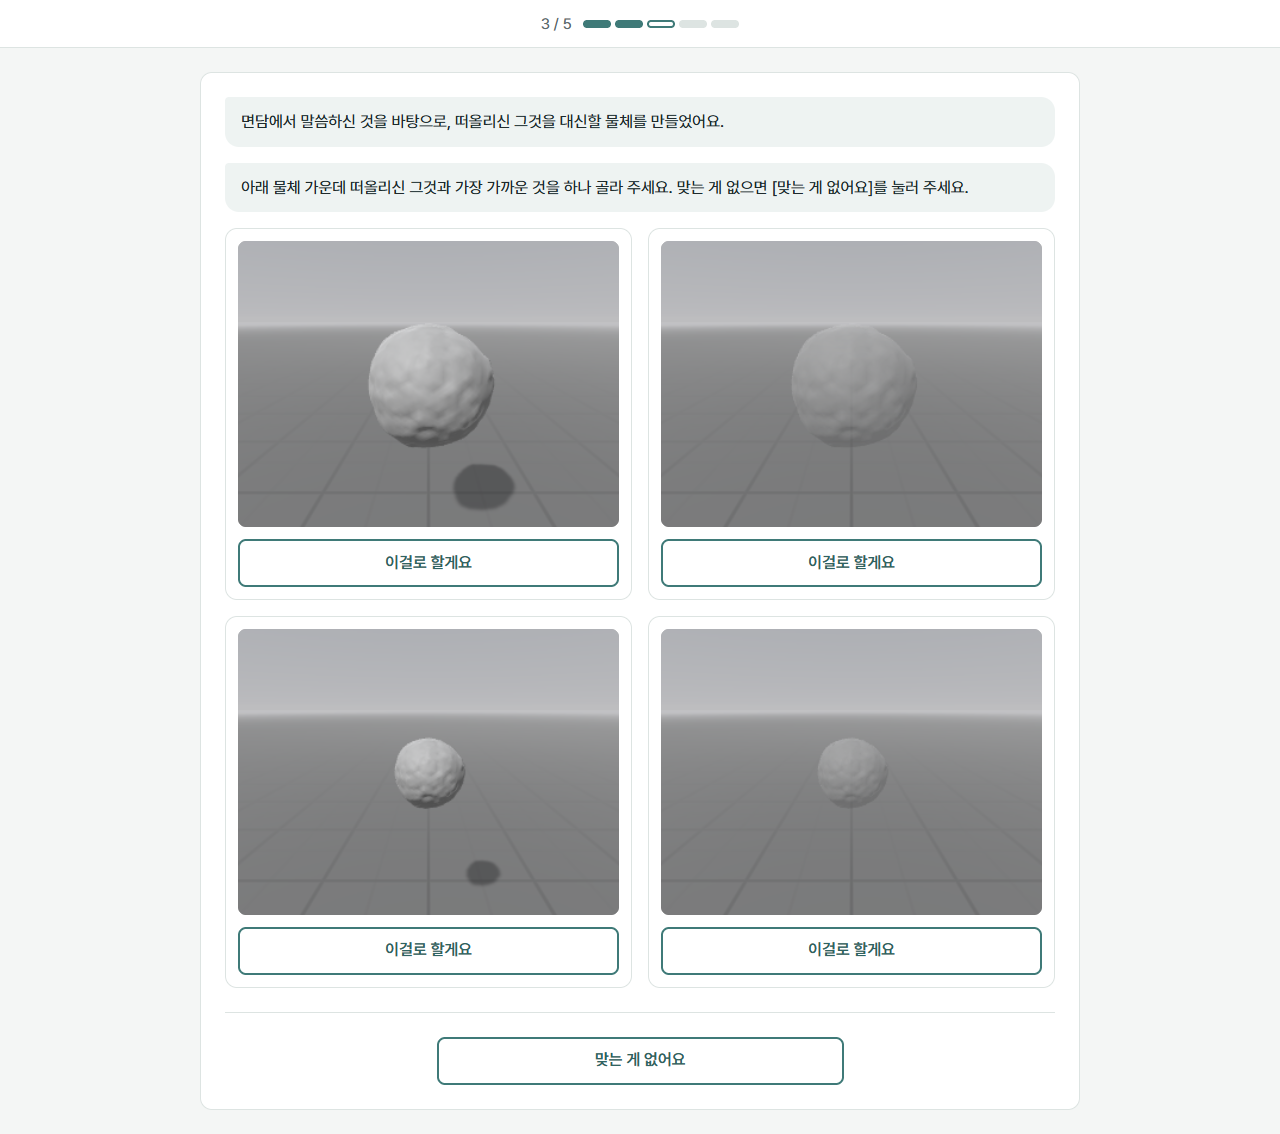 3 / 5
면담에서 말씀하신 것을 바탕으로, 떠올리신 그것을 대신할 물체를 만들었어요.
아래 물체 가운데 떠올리신 그것과 가장 가까운 것을 하나 골라 주세요. 맞는 게 없으면 [맞는 게 없어요]를 눌러 주세요.
이걸로 할게요
이걸로 할게요
이걸로 할게요
이걸로 할게요
맞는 게 없어요